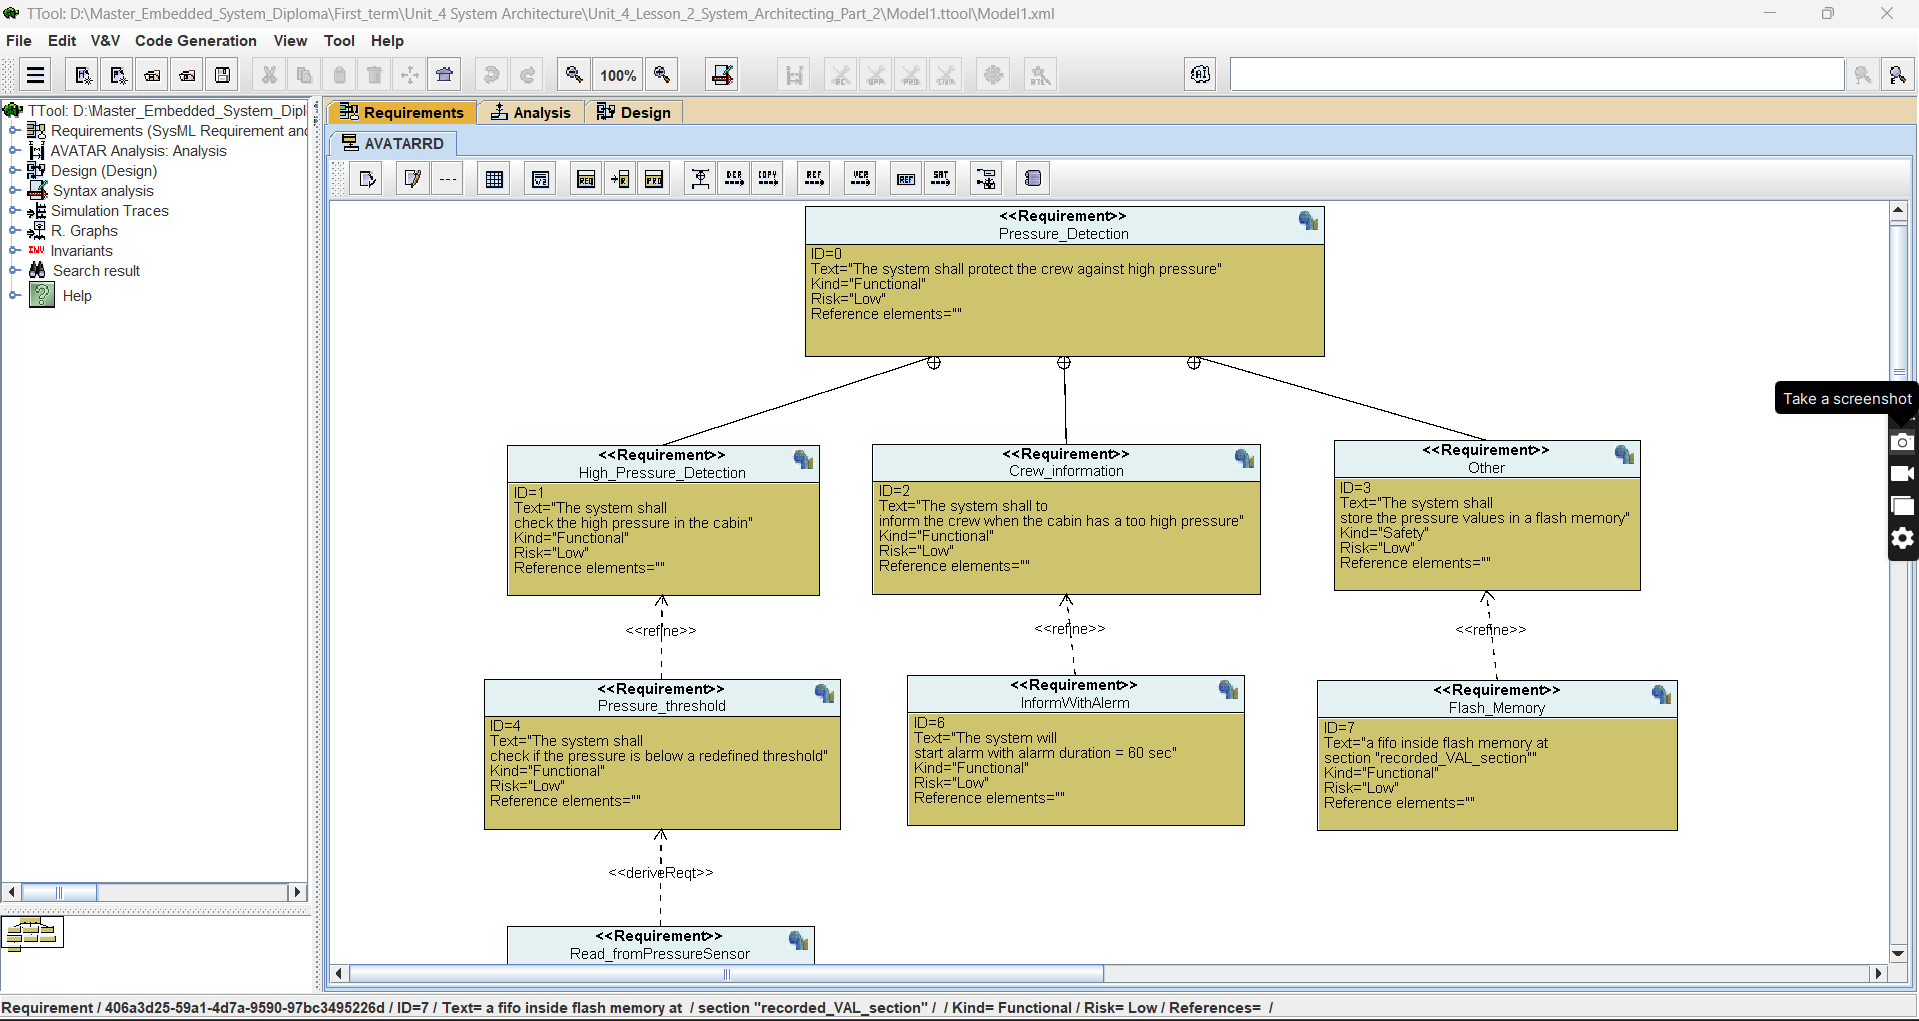 TTool: D:\Master_Embedded_System_Diploma\First_term\Unit_4 System Architecture\Unit_4_Lesson_2_System_Architecting_Part_2\Model1.ttool\Model1.xml
File Edit V&V Code Generation View Tool Help
100%
AI
TTool: D:\Master_Embedded_System_Dipl
Requirements (SysML Requirement and
AVATAR Analysis: Analysis
Design (Design)
Syntax analysis
Simulation Traces
R. Graphs
INV Invariants
Search result
? Help
Requirements Analysis Design
AVATARRD
REQ R PRO DER COPY REF VER REF SAT
<<Requirement>>
Pressure_Detection
ID=0
Text="The system shall protect the crew against high pressure"
Kind="Functional"
Risk="Low"
Reference elements=""
<<Requirement>>
High_Pressure_Detection
ID=1
Text="The system shall
check the high pressure in the cabin"
Kind="Functional"
Risk="Low"
Reference elements=""
<<Requirement>>
Crew_information
ID=2
Text="The system shall to
inform the crew when the cabin has a too high pressure"
Kind="Functional"
Risk="Low"
Reference elements=""
<<Requirement>>
Other
ID=3
Text="The system shall
store the pressure values in a flash memory"
Kind="Safety"
Risk="Low"
Reference elements=""
<<refine>>
<<refine>>
<<refine>>
<<Requirement>>
Pressure_threshold
ID=4
Text="The system shall
check if the pressure is below a redefined threshold"
Kind="Functional"
Risk="Low"
Reference elements=""
<<Requirement>>
InformWithAlerm
ID=6
Text="The system will
start alarm with alarm duration = 60 sec"
Kind="Functional"
Risk="Low"
Reference elements=""
<<Requirement>>
Flash_Memory
ID=7
Text="a fifo inside flash memory at
section "recorded_VAL_section""
Kind="Functional"
Risk="Low"
Reference elements=""
<<deriveReqt>>
<<Requirement>>
Read_fromPressureSensor
Take a screenshot
Requirement / 406a3d25-59a1-4d7a-9590-97bc3495226d / ID=7 / Text= a fifo inside flash memory at / section "recorded_VAL_section" / / Kind= Functional / Risk= Low / References= /